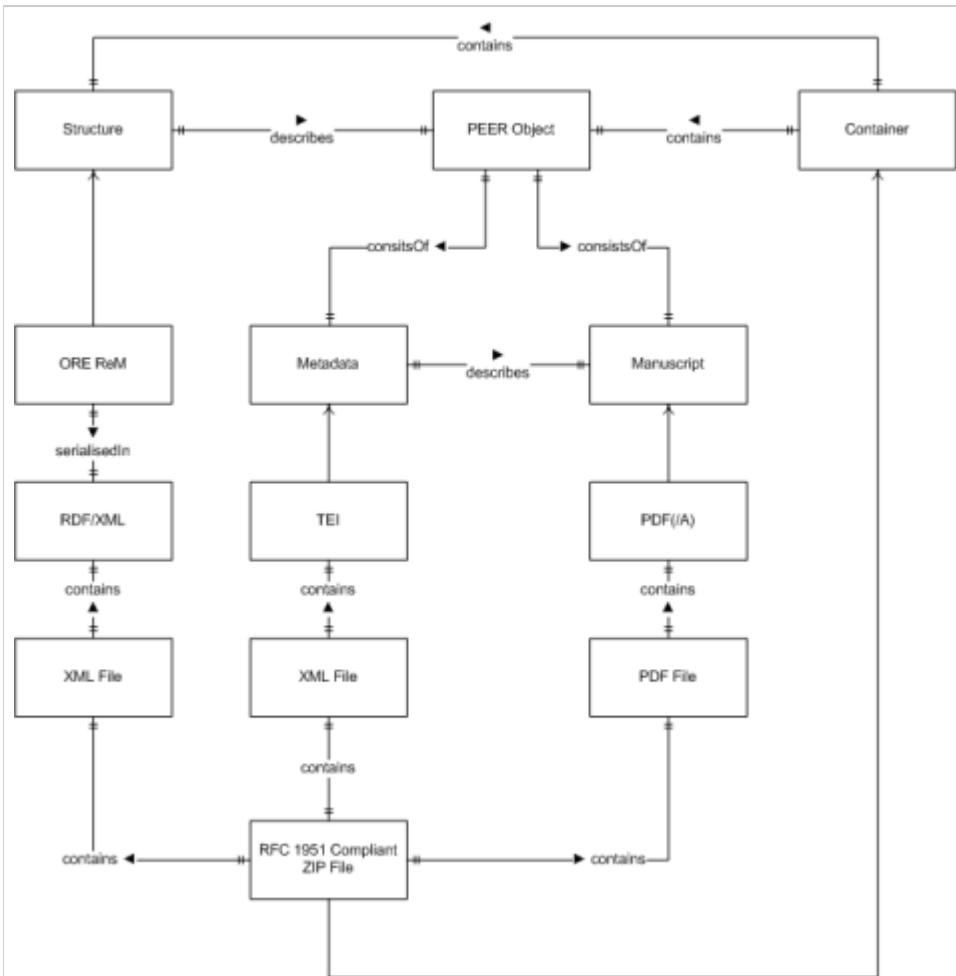 contains
Structure
describes
PEER Object
contains
Container
consitsOf
consistsOf
ORE ReM
Metadata
describes
Manuscript
serialisedIn
RDF/XML
TEI
PDF(/A)
contains
contains
contains
XML File
XML File
PDF File
contains
contains
RFC 1951 Compliant
ZIP File
contains